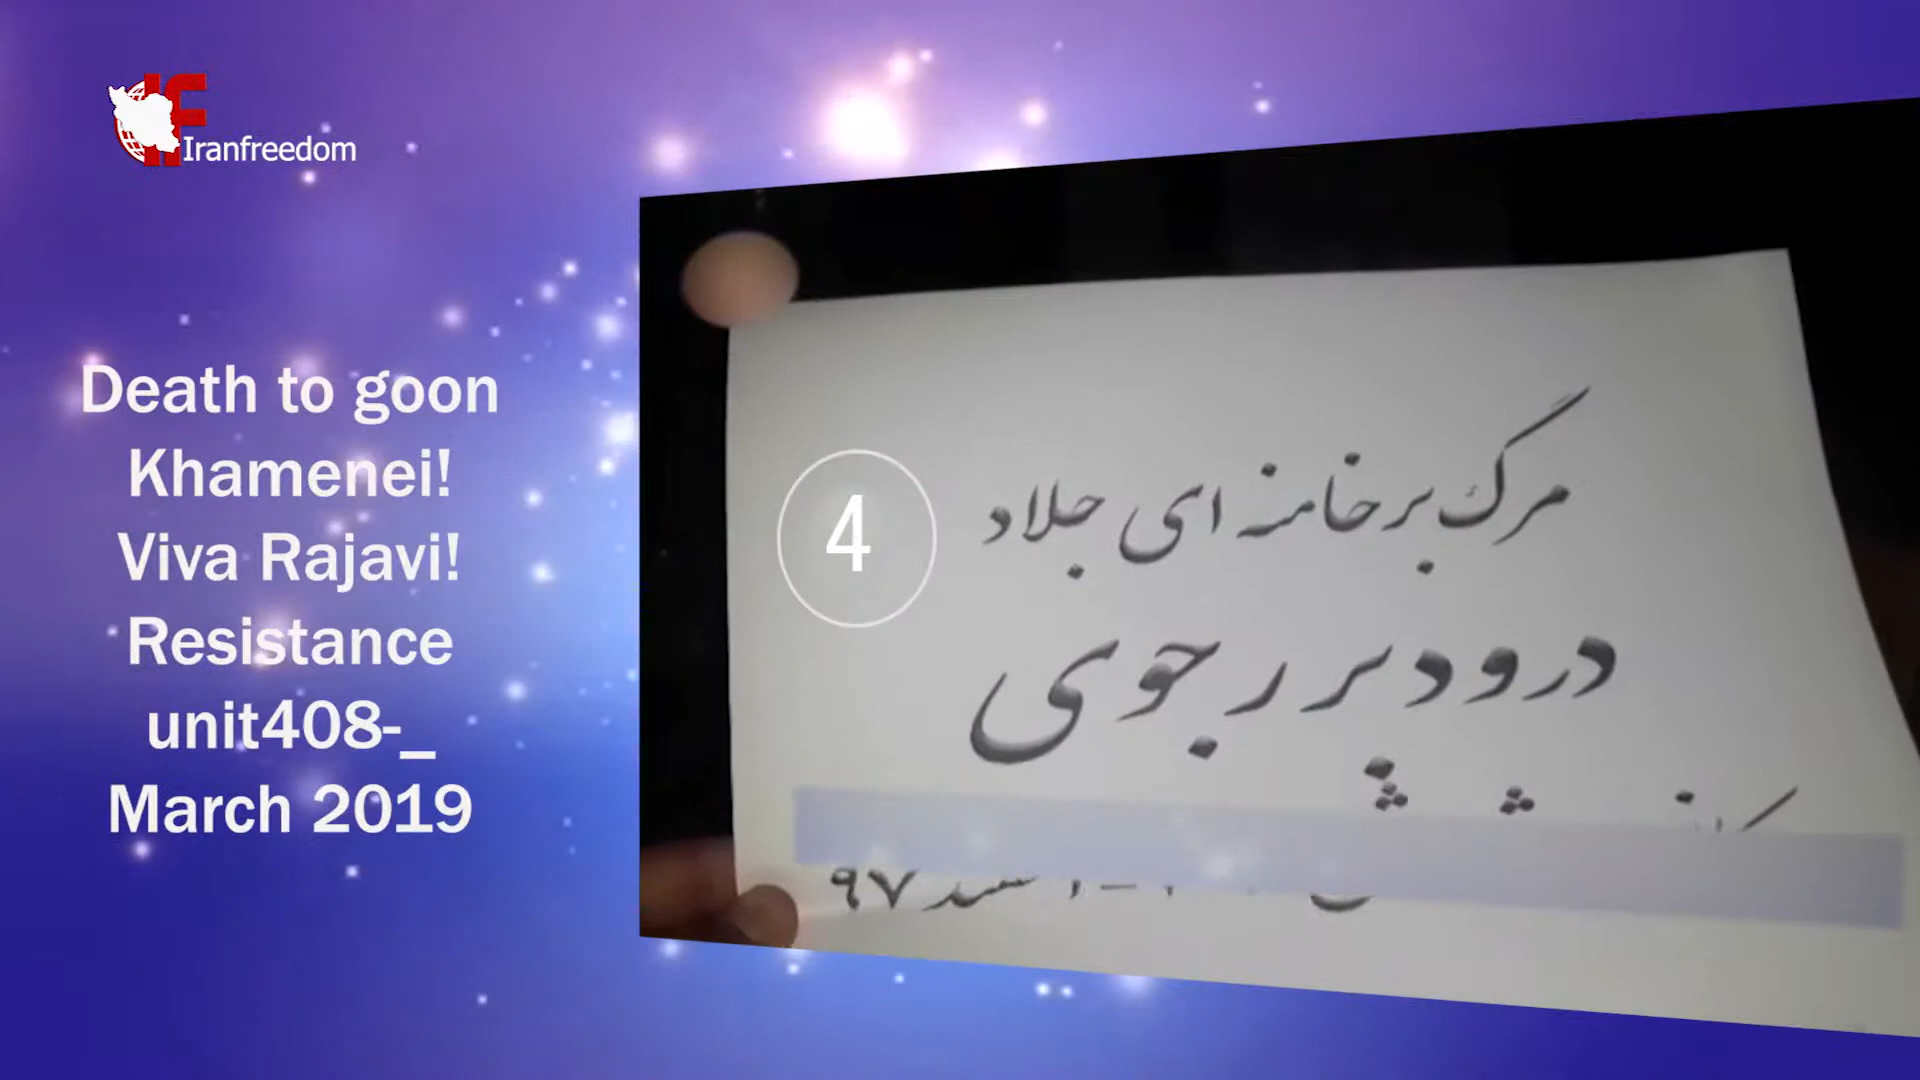 Iranfreedom
Death to goon
Khamenei!
Viva Rajavi!
Resistance
unit408-_
March 2019
4
مرگ بر خامنه ای جلاد
درود بر رجوی
۹۷